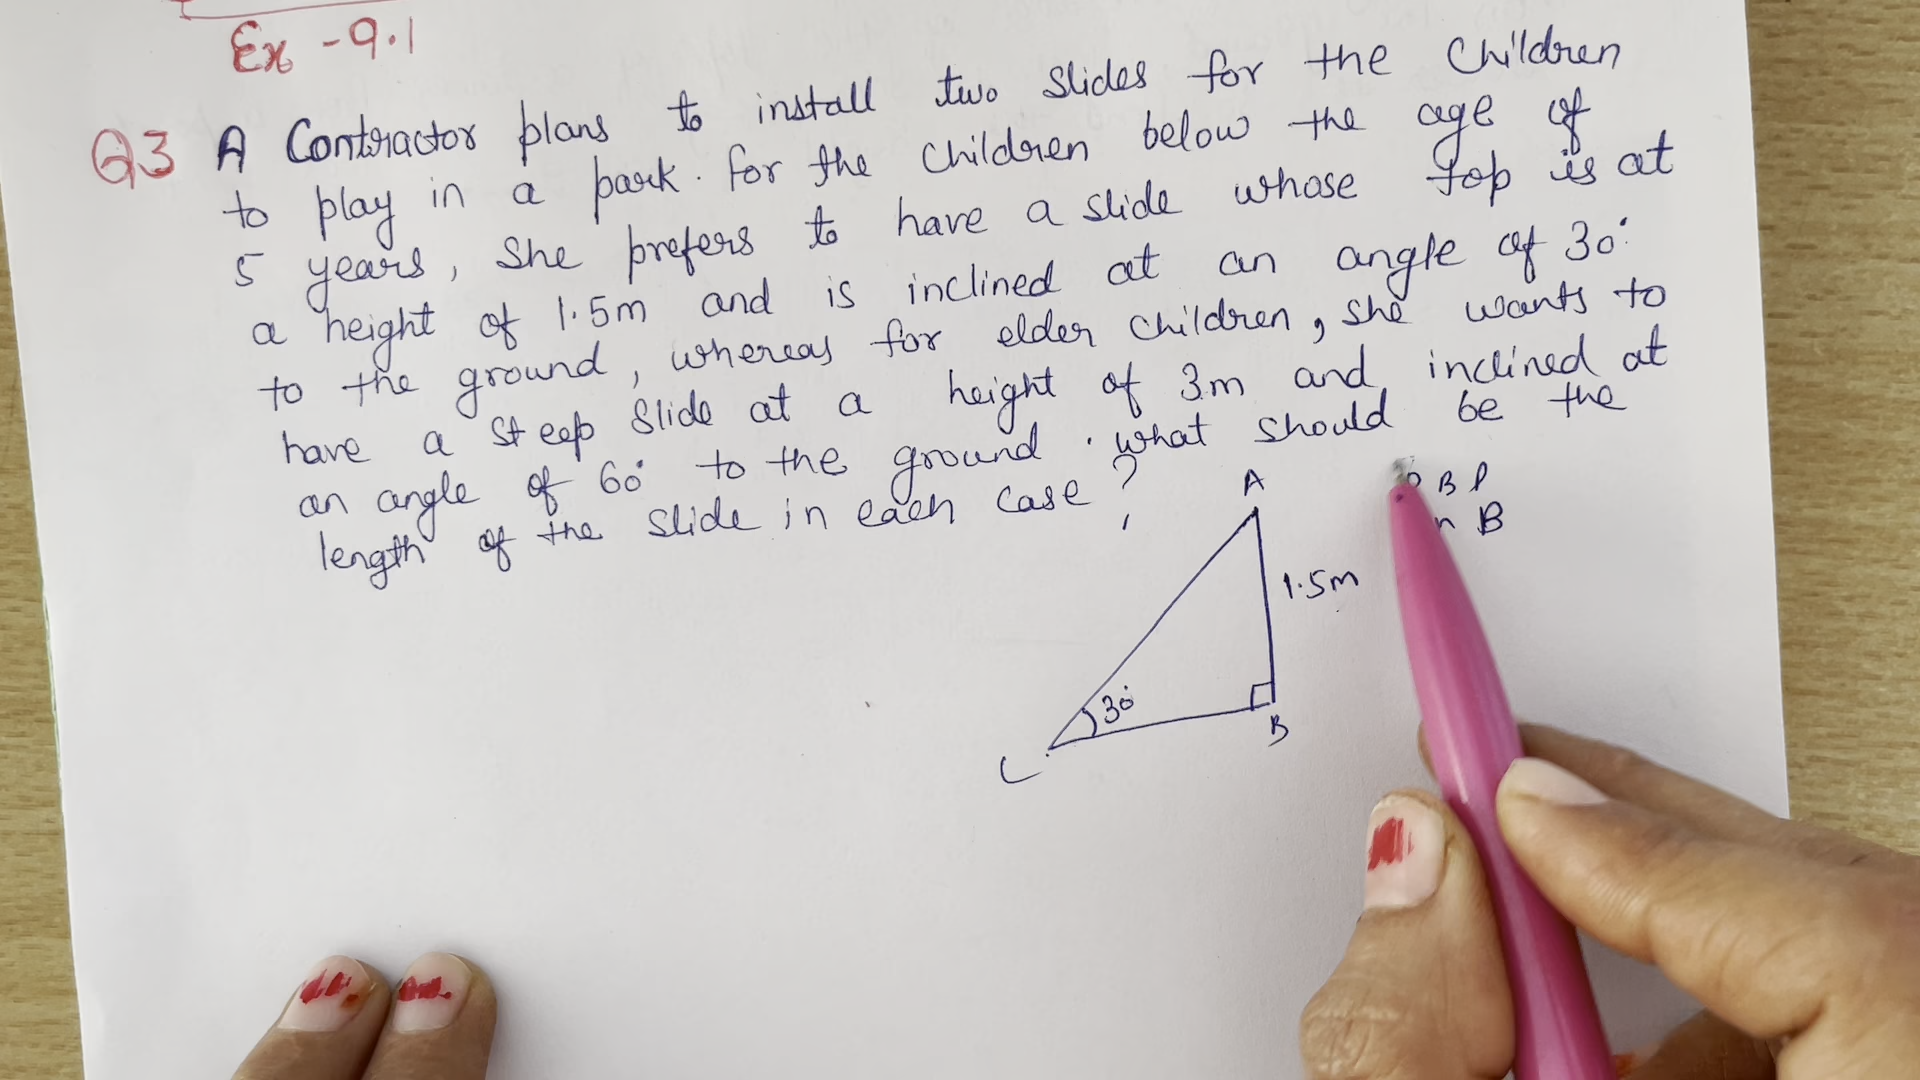 Ex - 9.1
Q3 A Contractor plans to install two slides for the children
to play in a park. for the children below the age of
5 years, she prefers to have a slide whose top is at
a height of 1.5m and is inclined at an angle of 30°
to the ground, whereas for elder children, she wants to
have a steep slide at a height of 3m and inclined at
an angle of 60° to the ground. what should be the
length of the slide in each case?
A
B P
B
1.5m
30°
B
C